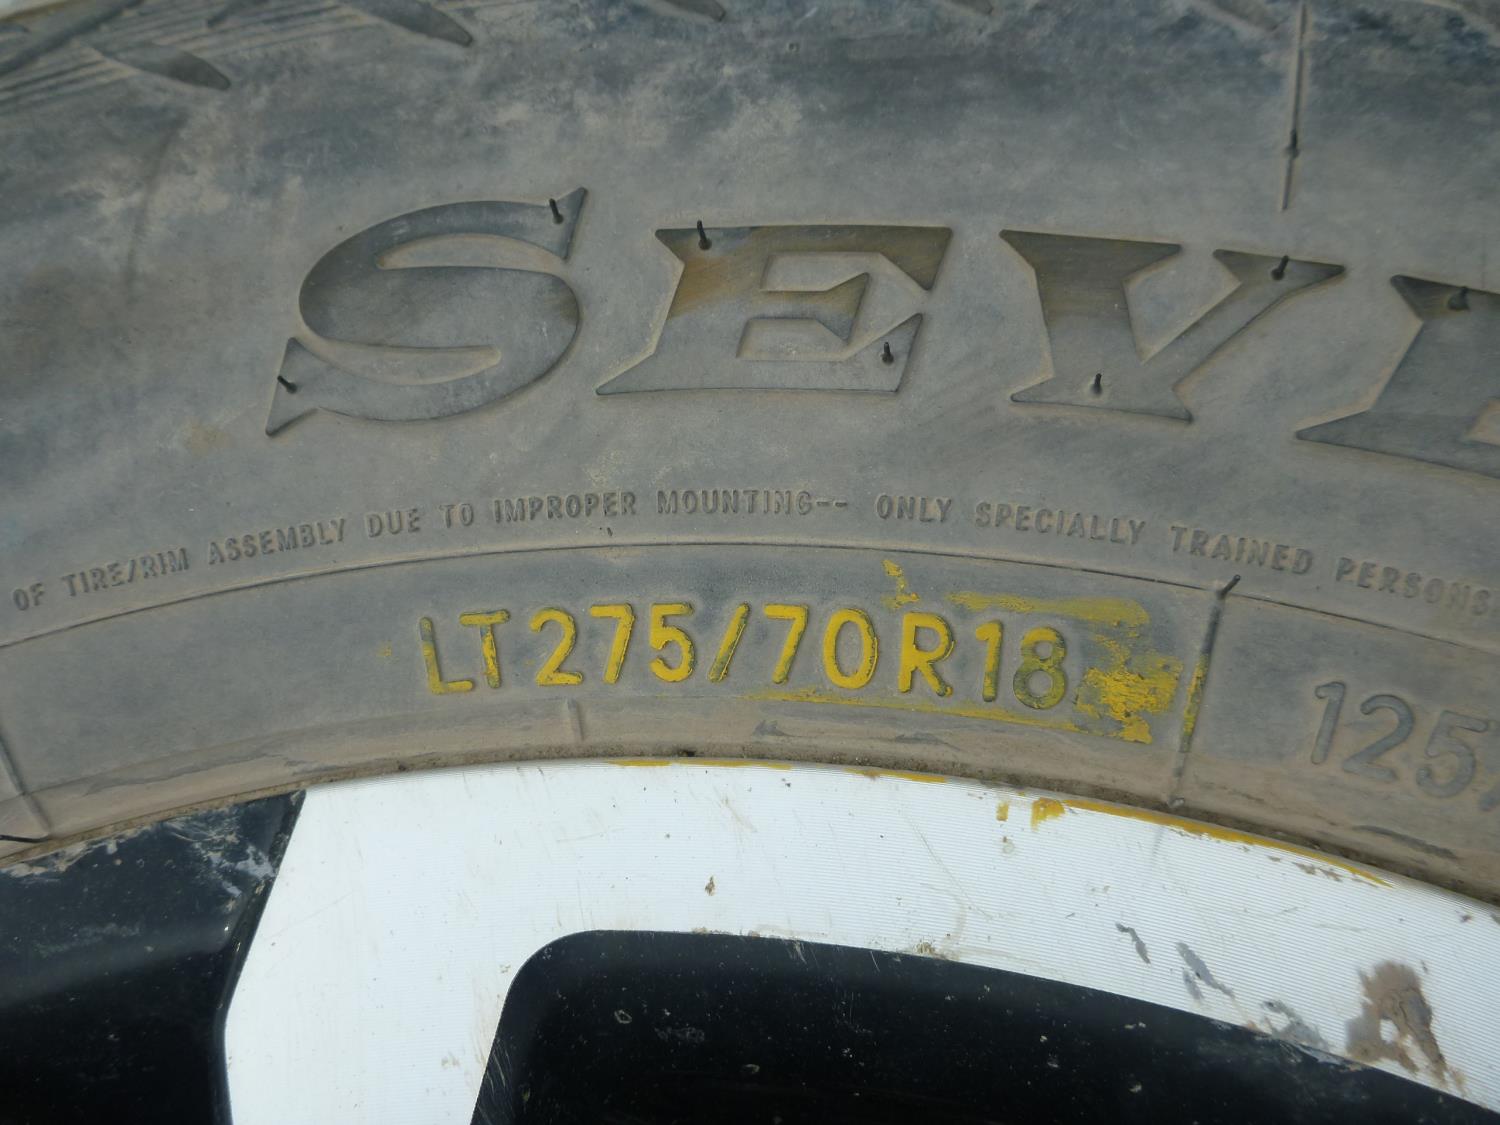 SEV
OF TIRE/RIM ASSEMBLY DUE TO IMPROPER MOUNTING-- ONLY SPECIALLY TRAINED PERSONS
LT275/70R18
125/